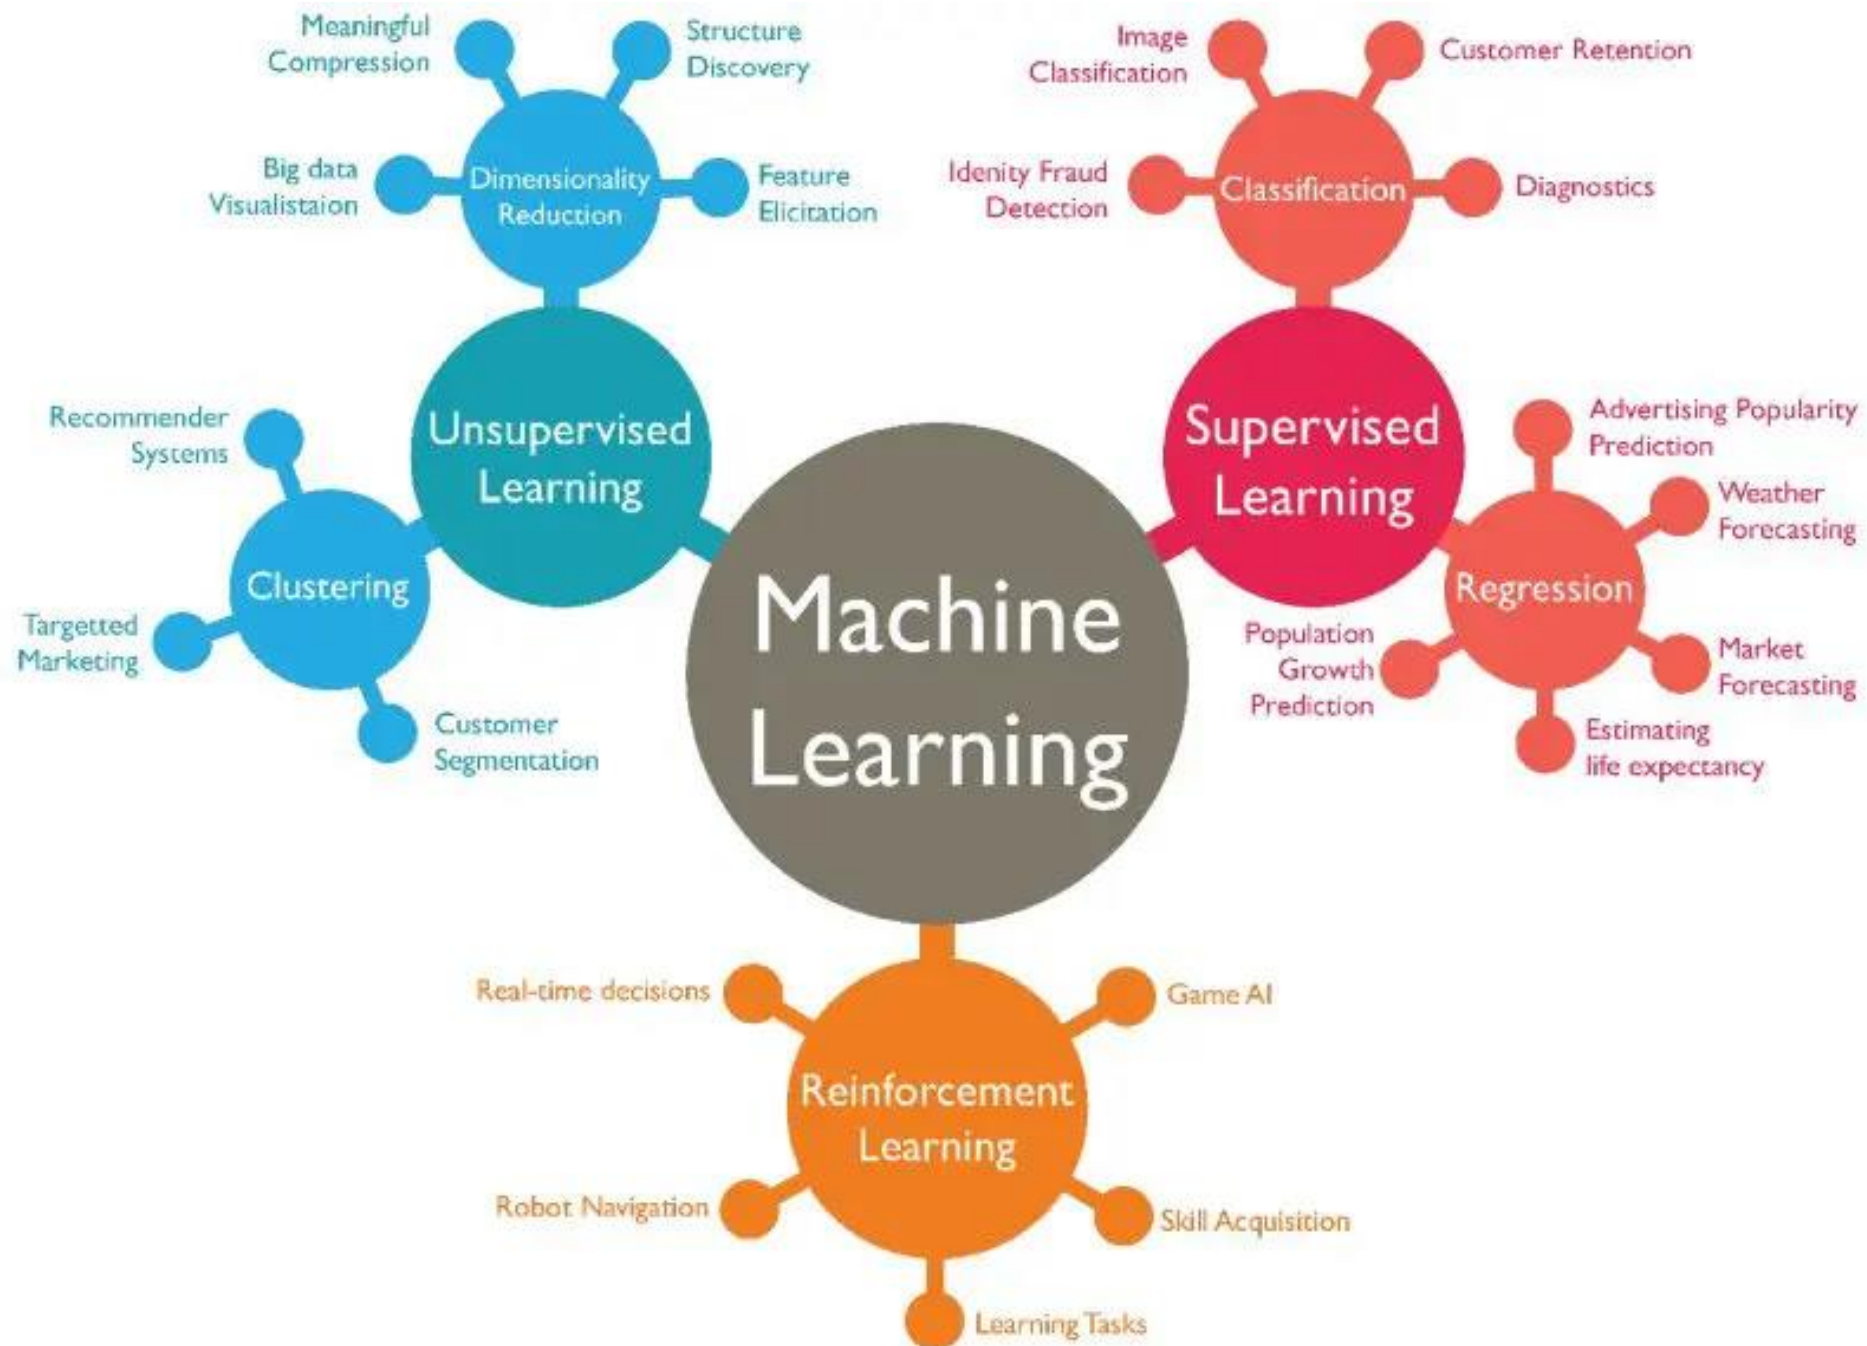 Meaningful
Compression
Structure
Discovery
Big data
Visualistaion
Dimensionality
Reduction
Feature
Elicitation
Image
Classification
Customer Retention
Idenity Fraud
Detection
Classification
Diagnostics
Recommender
Systems
Unsupervised
Learning
Clustering
Targetted
Marketing
Customer
Segmentation
Supervised
Learning
Advertising Popularity
Prediction
Weather
Forecasting
Regression
Population
Growth
Prediction
Market
Forecasting
Estimating
life expectancy
Machine
Learning
Real-time decisions
Game AI
Reinforcement
Learning
Robot Navigation
Skill Acquisition
Learning Tasks